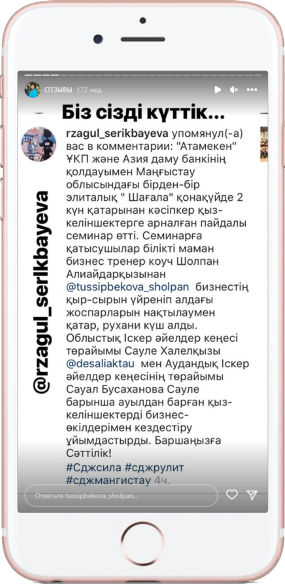 ОТЗЫВЫ 172 нед.
Біз сізді күттік...
@rzagul_serikbayeva
rzagul_serikbayeva упомянул(-а)
вас в комментарии: "Атамекен"
ҰКП және Азия даму банкінің
қолдауымен Маңғыстау
облысындағы бірден-бір
элиталық " Шағала" қонақүйде 2
күн қатарынан кәсіпкер қыз-
келіншектерге арналған пайдалы
семинар өтті. Семинарға
қатысушылар білікті маман
бизнес тренер коуч Шолпан
Алиайдарқызынан
@tussipbekova_sholpan бизнестің
қыр-сырын үйреніп алдағы
жоспарларын нақтылаумен
қатар, рухани күш алды.
Облыстық Іскер әйелдер кеңесі
төрайымы Сауле Халелқызы
@desaliaktau мен Аудандық Іскер
әйелдер кеңесінің төрайымы
Сауал Бусаханова Сауле
барынша ауылдан барған қыз-
келіншектерді бизнес-
өкілдерімен кездестіру
ұйымдастырды. Баршаңызға
Сәттілік!
#Сджсила #сджрулит
#сджмангистау 4ч.
Ответьте tussipbekova_sholpan...